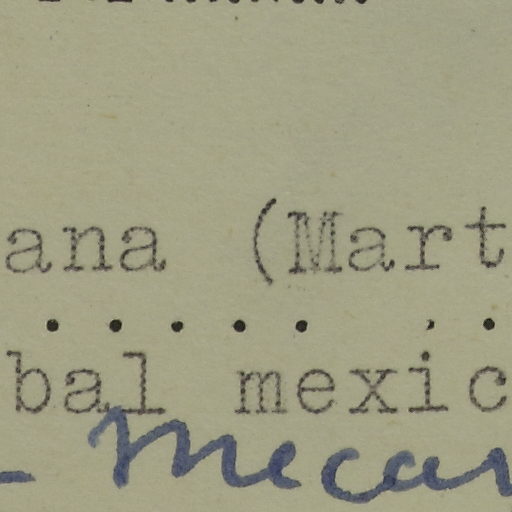 ana (Mart
. . . . . . .
bal mexic
- mecan